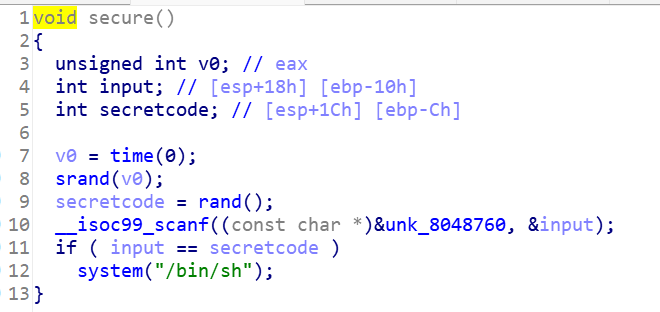 1 void secure()
2 {
3 unsigned int v0; // eax
4 int input; // [esp+18h] [ebp-10h]
5 int secretcode; // [esp+1Ch] [ebp-Ch]
6
7 v0 = time(0);
8 srand(v0);
9 secretcode = rand();
10 __isoc99_scanf((const char *)&unk_8048760, &input);
11 if ( input == secretcode )
12 system("/bin/sh");
13 }